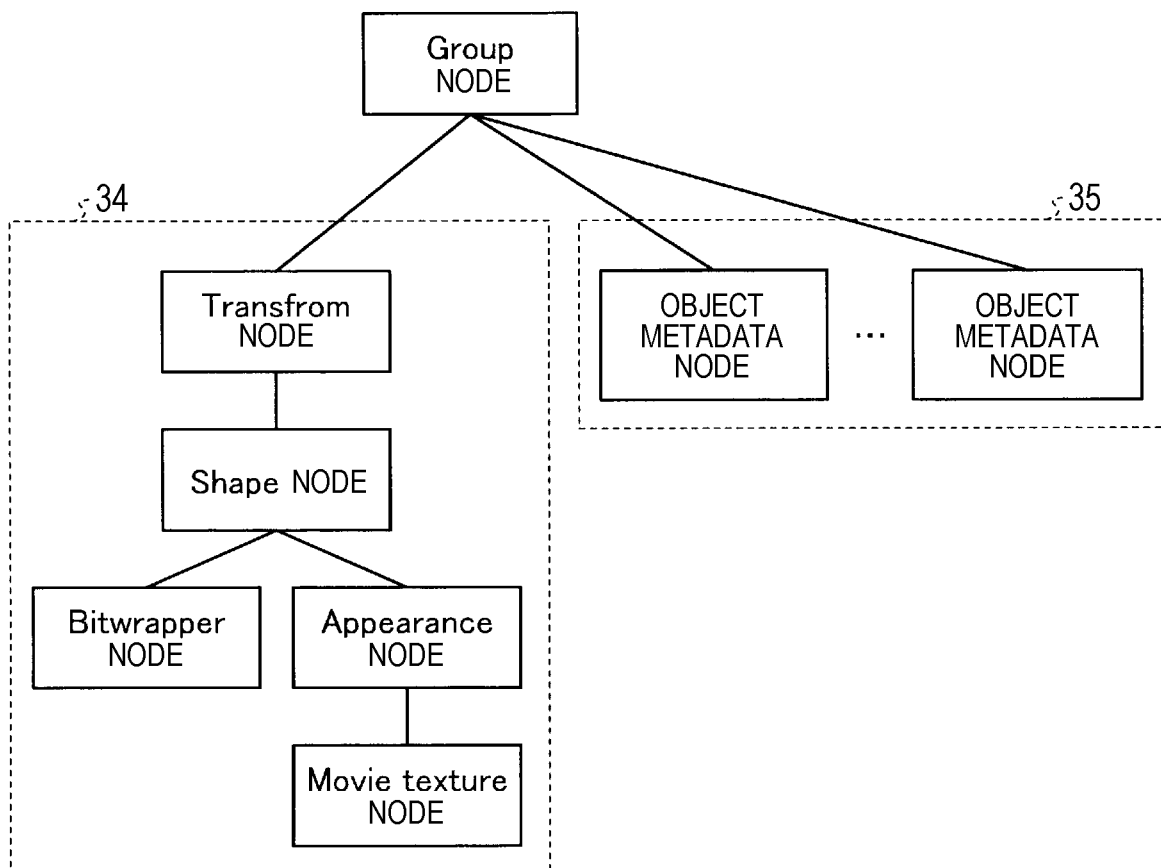 Group
NODE
34
35
Transfrom
NODE
OBJECT
METADATA
NODE
...
OBJECT
METADATA
NODE
Shape NODE
Bitwrapper
NODE
Appearance
NODE
Movie texture
NODE